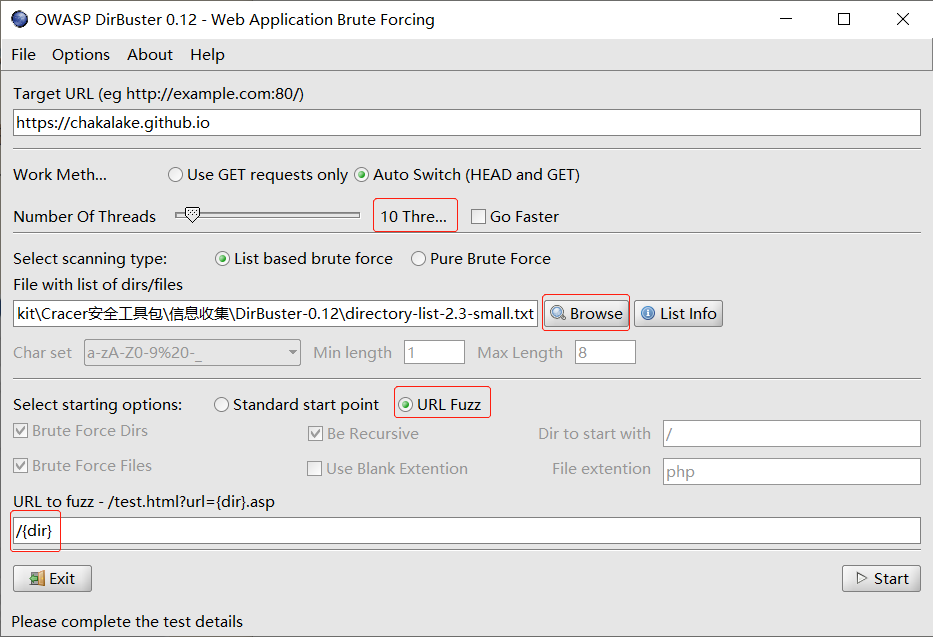 OWASP DirBuster 0.12 - Web Application Brute Forcing
File Options About Help
Target URL (eg http://example.com:80/)
https://chakalake.github.io
Work Meth... Use GET requests only Auto Switch (HEAD and GET)
Number Of Threads 10 Thre... Go Faster
Select scanning type: List based brute force Pure Brute Force
File with list of dirs/files
kit\Cracer安全工具包\信息收集\DirBuster-0.12\directory-list-2.3-small.txt Browse List Info
Char set a-zA-Z0-9%20-_ Min length 1 Max Length 8
Select starting options: Standard start point URL Fuzz
Brute Force Dirs Be Recursive Dir to start with /
Brute Force Files Use Blank Extention File extention php
URL to fuzz - /test.html?url={dir}.asp
/{dir}
Exit Start
Please complete the test details